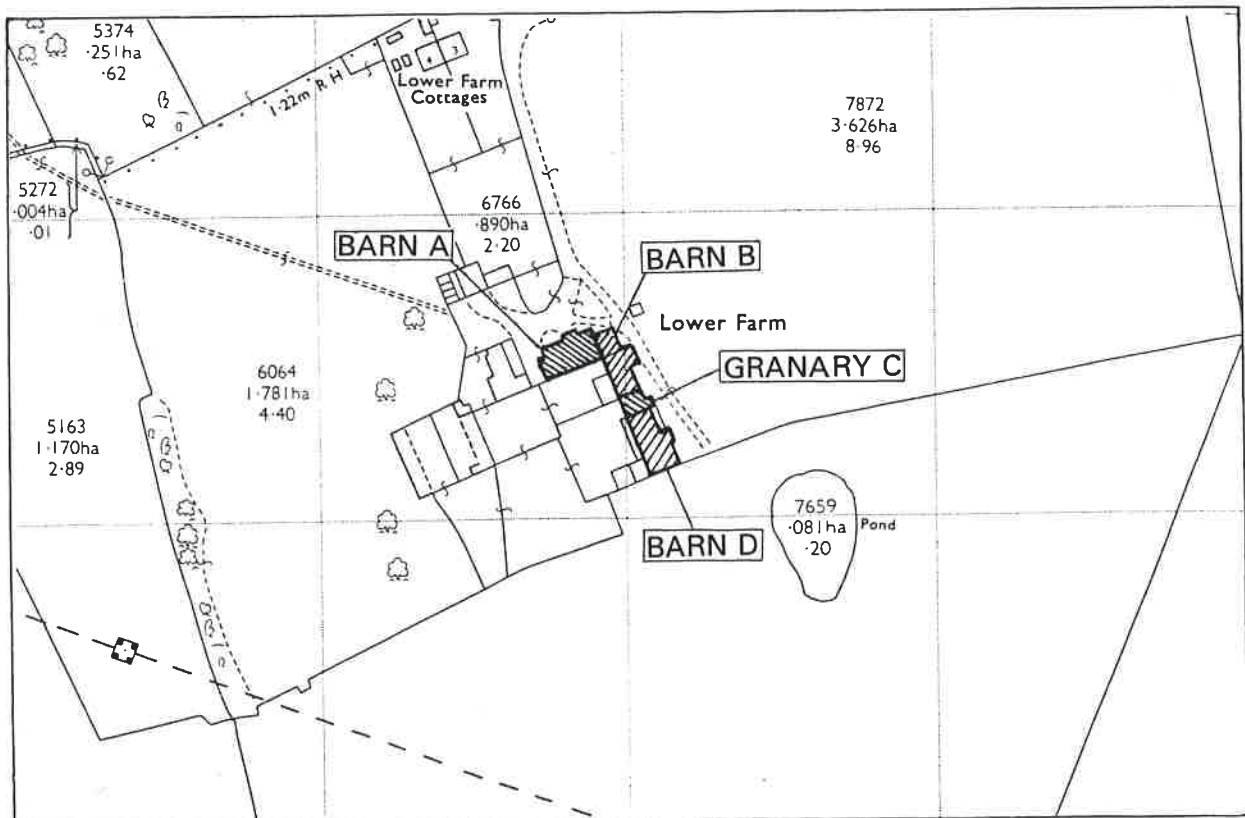 5374
·251ha
·62
1·22m R H
4
3
Lower Farm
Cottages
7872
3·626ha
8·96
5272
·004ha
·01
6766
·890ha
2·20
BARN A
BARN B
Lower Farm
GRANARY C
6064
1·781ha
4·40
5163
1·170ha
2·89
7659
·081ha
·20
Pond
BARN D